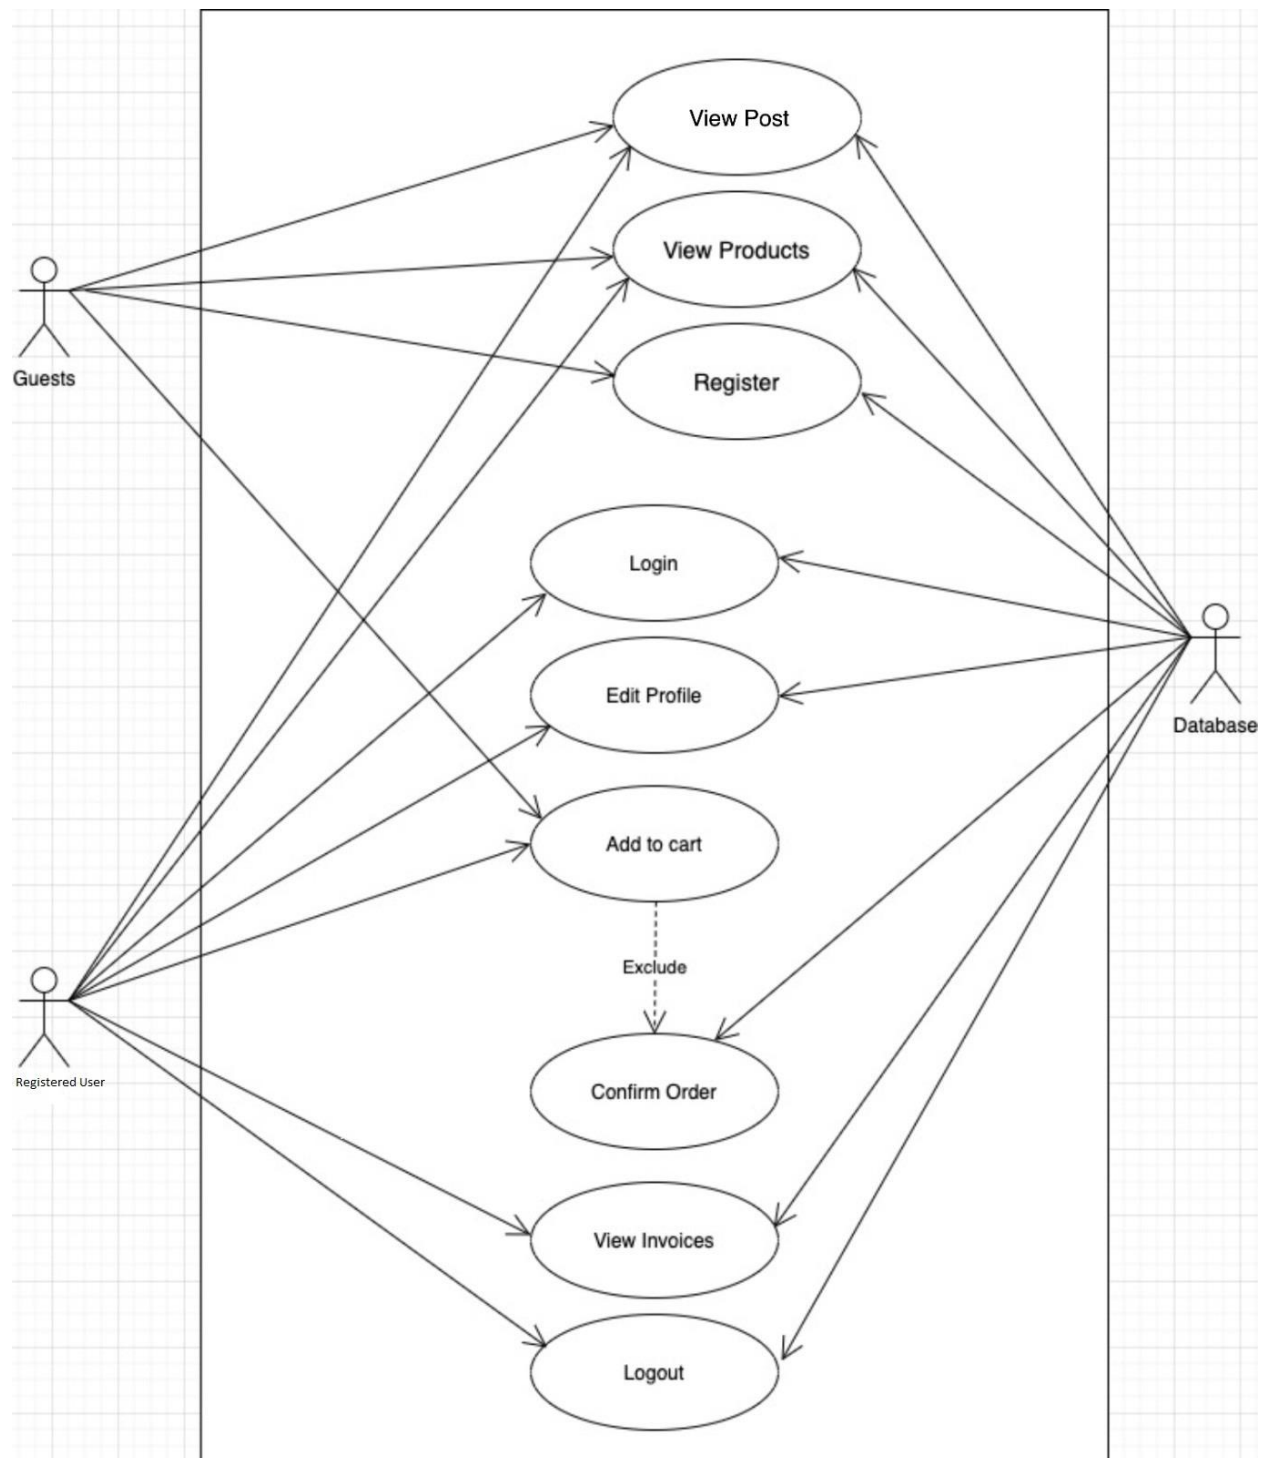 View Post
View Products
Register
Guests
Login
Edit Profile
Database
Add to cart
Exclude
Registered User
Confirm Order
View Invoices
Logout